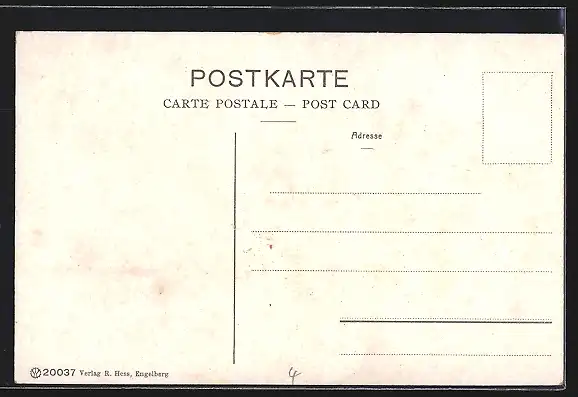 POSTKARTE
CARTE POSTALE — POST CARD
Adresse
20037 Verlag R. Hess, Engelberg
4